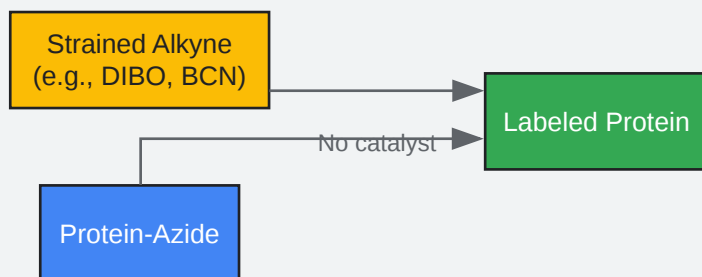 Strained Alkyne
(e.g., DIBO, BCN)
Labeled Protein
No catalyst
Protein-Azide